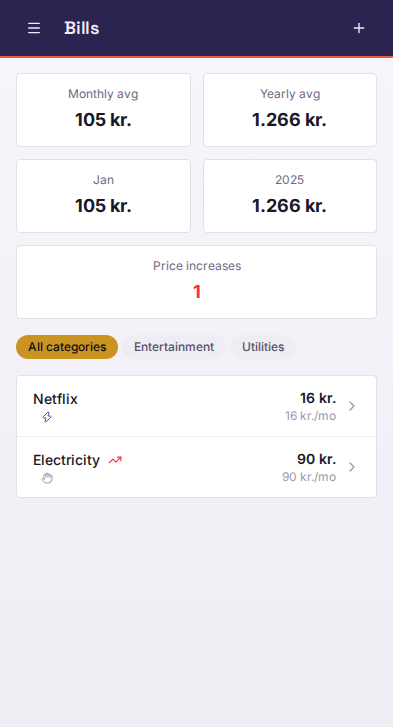 Bills
Monthly avg
105 kr.
Yearly avg
1.266 kr.
Jan
105 kr.
2025
1.266 kr.
Price increases
1
All categories
Entertainment
Utilities
Netflix
16 kr.
16 kr./mo
Electricity
90 kr.
90 kr./mo